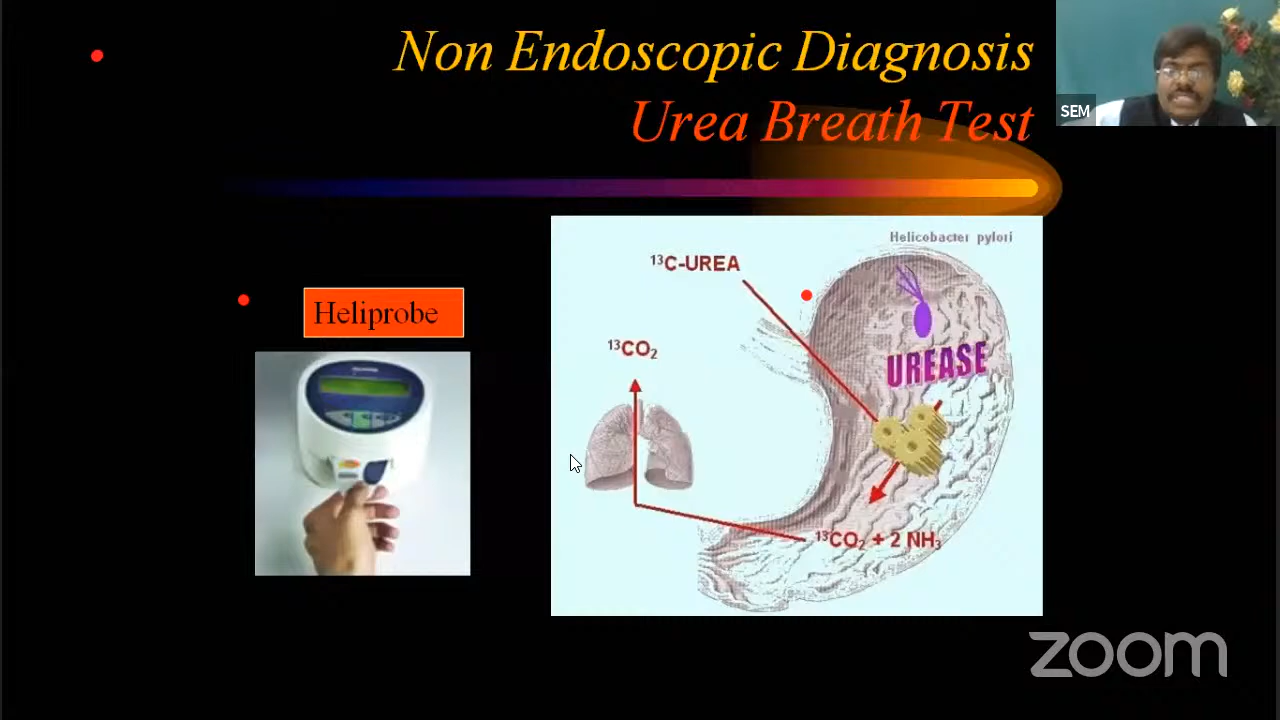 Non Endoscopic Diagnosis
Urea Breath Test
SEM
Helicobacter pylori
¹³C-UREA
Heliprobe
¹³CO₂
UREASE
¹³CO₂ + 2 NH₃
zoom